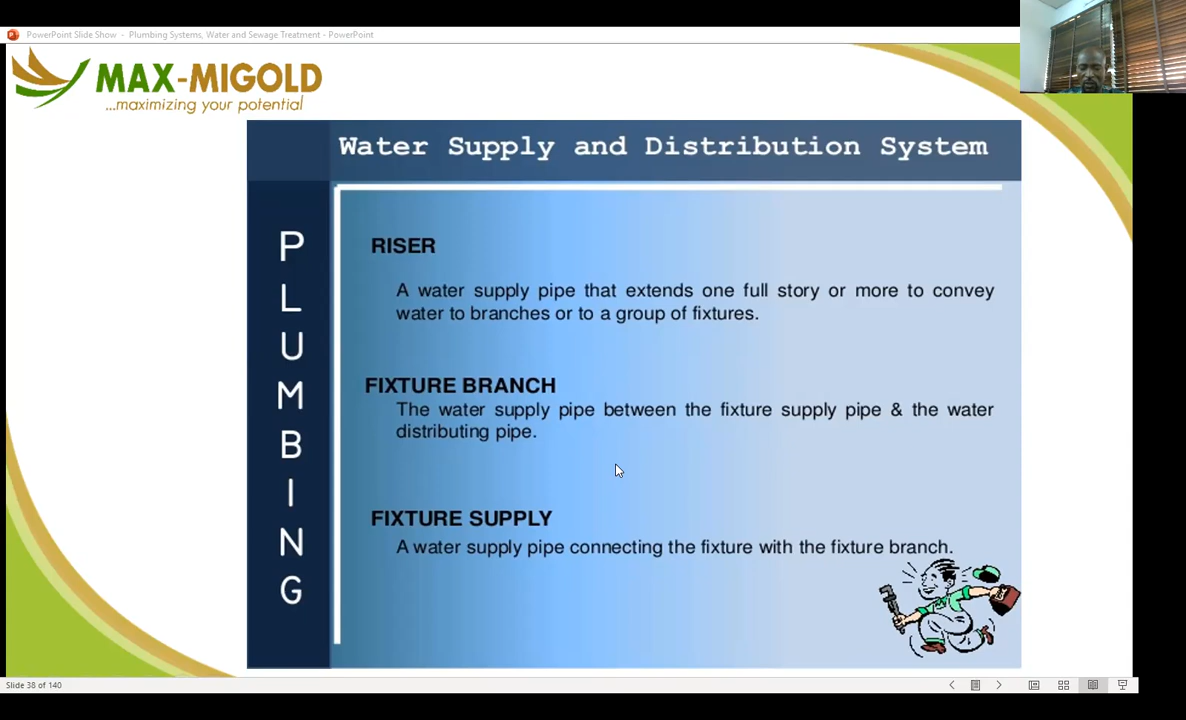 PowerPoint Slide Show - Plumbing Systems, Water and Sewage Treatment - PowerPoint
MAX-MIGOLD
...maximizing your potential
Water Supply and Distribution System
PLUMBING
RISER
A water supply pipe that extends one full story or more to convey
water to branches or to a group of fixtures.
FIXTURE BRANCH
The water supply pipe between the fixture supply pipe & the water
distributing pipe.
FIXTURE SUPPLY
A water supply pipe connecting the fixture with the fixture branch.
Slide 38 of 140